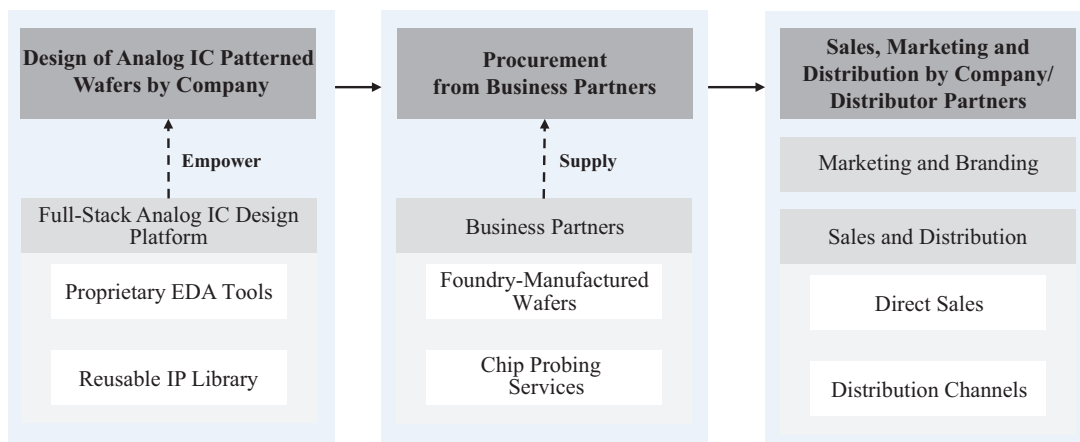 Design of Analog IC Patterned
Wafers by Company
Empower
Full-Stack Analog IC Design
Platform
Proprietary EDA Tools
Reusable IP Library
Procurement
from Business Partners
Supply
Business Partners
Foundry-Manufactured
Wafers
Chip Probing
Services
Sales, Marketing and
Distribution by Company/
Distributor Partners
Marketing and Branding
Sales and Distribution
Direct Sales
Distribution Channels